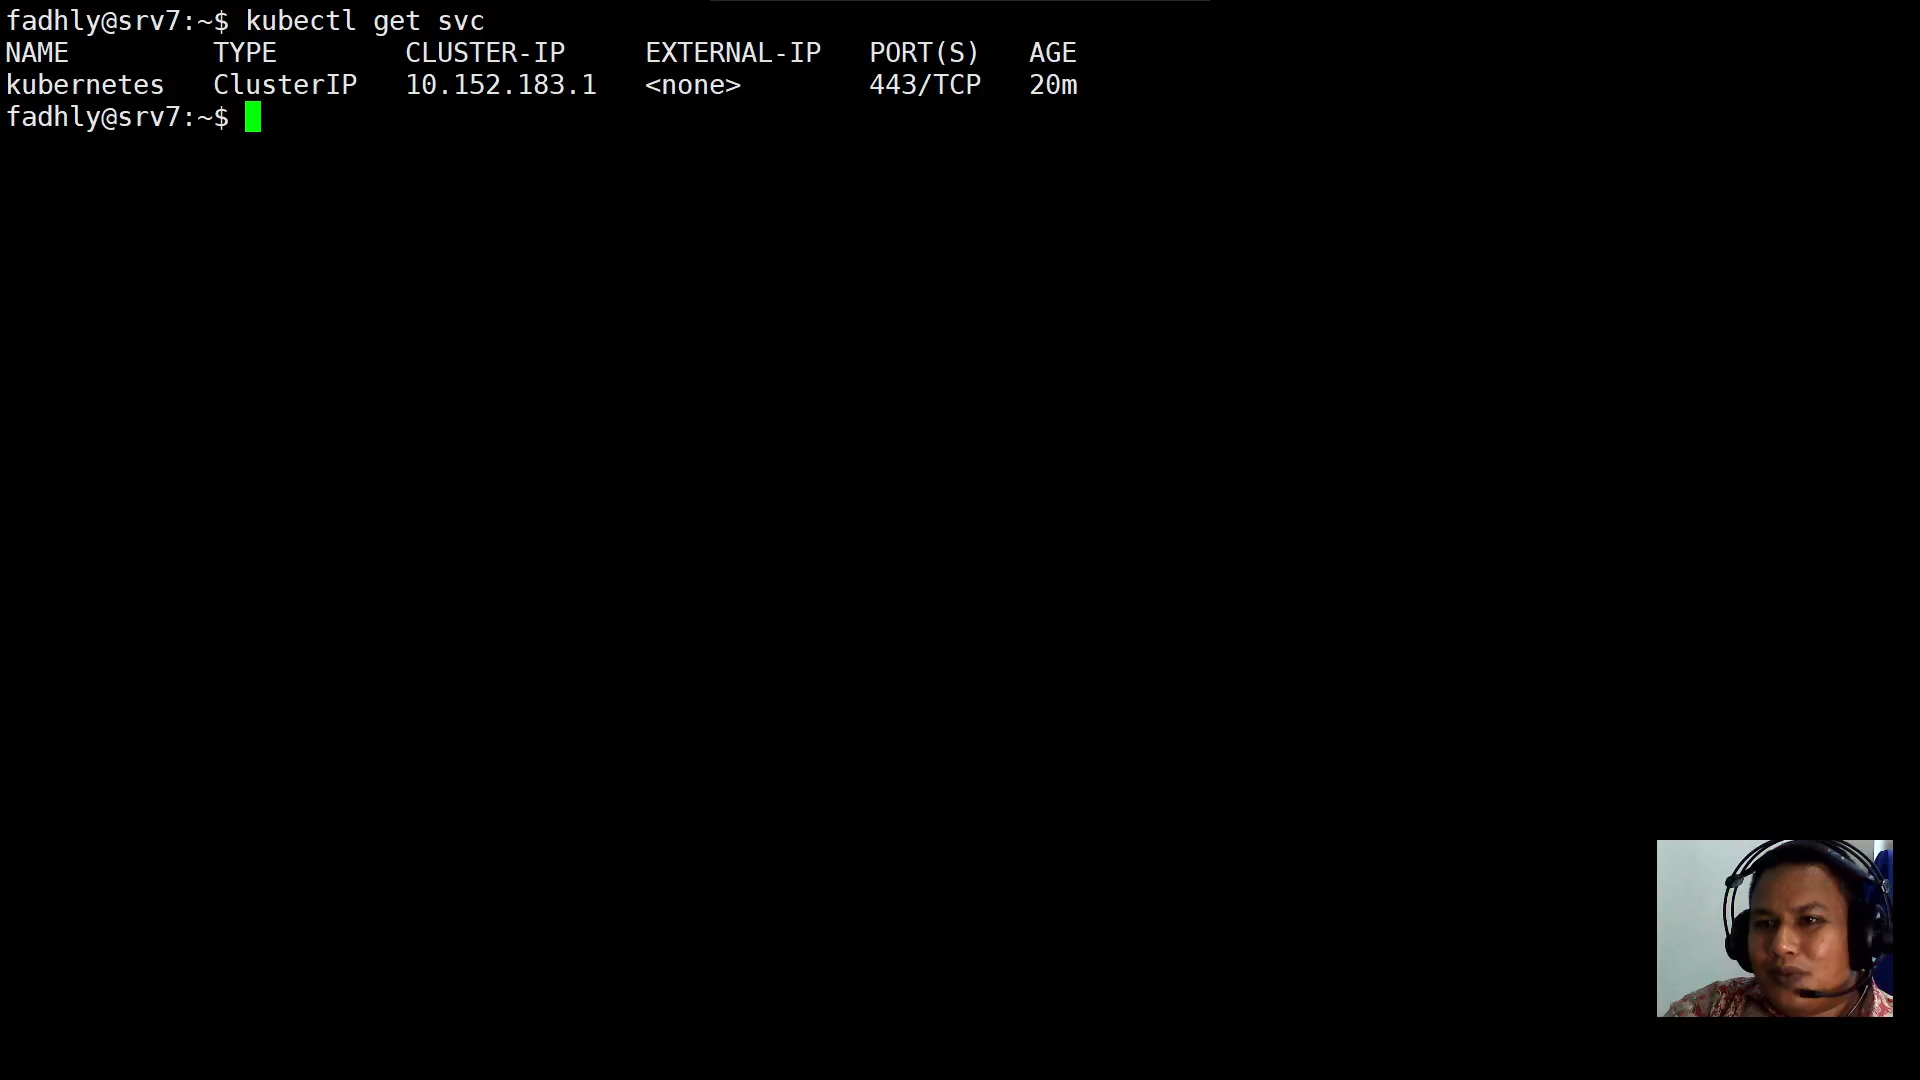 fadhly@srv7:~$ kubectl get svc
NAME         TYPE        CLUSTER-IP     EXTERNAL-IP   PORT(S)   AGE
kubernetes   ClusterIP   10.152.183.1   <none>        443/TCP   20m
fadhly@srv7:~$